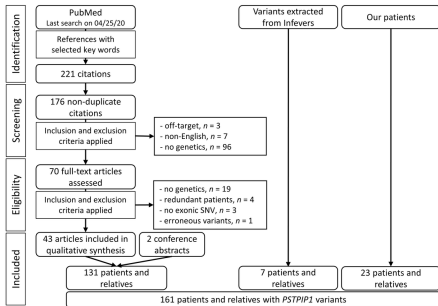 Identification
PubMed
Last search on 04/25/20
References with
selected key words
221 citations
Variants extracted
from Infevers
Our patients
Screening
176 non-duplicate
citations
Inclusion and exclusion
criteria applied
- off-target, n = 3
- non-English, n = 7
- no genetics, n = 96
Eligibility
70 full-text articles
assessed
Inclusion and exclusion
criteria applied
- no genetics, n = 19
- redundant patients, n = 4
- no exonic SNV, n = 3
- erroneous variants, n = 1
Included
43 articles included in
qualitative synthesis
2 conference
abstracts
131 patients and
relatives
7 patients and
relatives
23 patients and
relatives
161 patients and relatives with PSTPIP1 variants